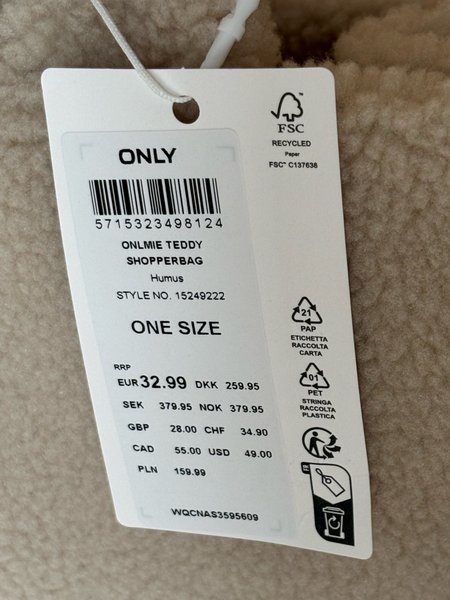 ONLY
5715323498124
ONLMIE TEDDY
SHOPPERBAG
Humus
STYLE NO. 15249222
ONE SIZE
RRP
EUR 32.99 DKK 259.95
SEK 379.95 NOK 379.95
GBP 28.00 CHF 34.90
CAD 55.00 USD 49.00
PLN 159.99
WQCNAS3595609
FSC
RECYCLED
Paper
FSC™ C137638
21
PAP
ETICHETTA
RACCOLTA
CARTA
01
PET
STRINGA
RACCOLTA
PLASTICA